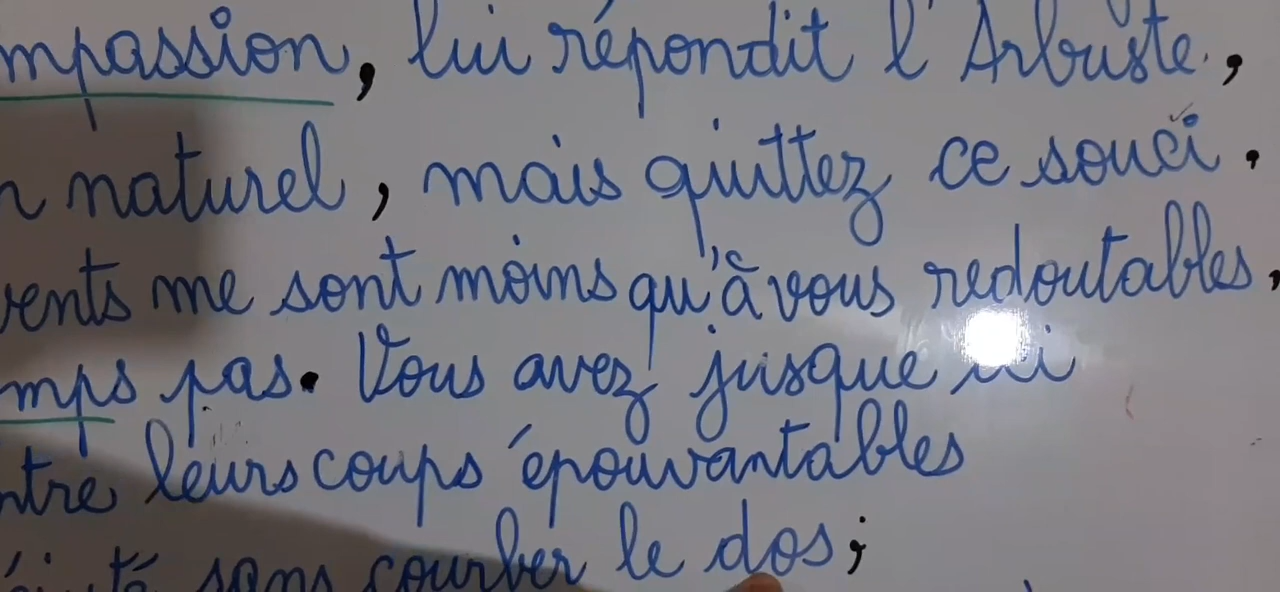 mpassion, lui répondit l'Arbuste,
n naturel, mais quittez ce souci.
vents me sont moins qu'à vous redoutables,
mps pas. Vous avez jusque ici
ntre leurs coups épouvantables
sans courber le dos;